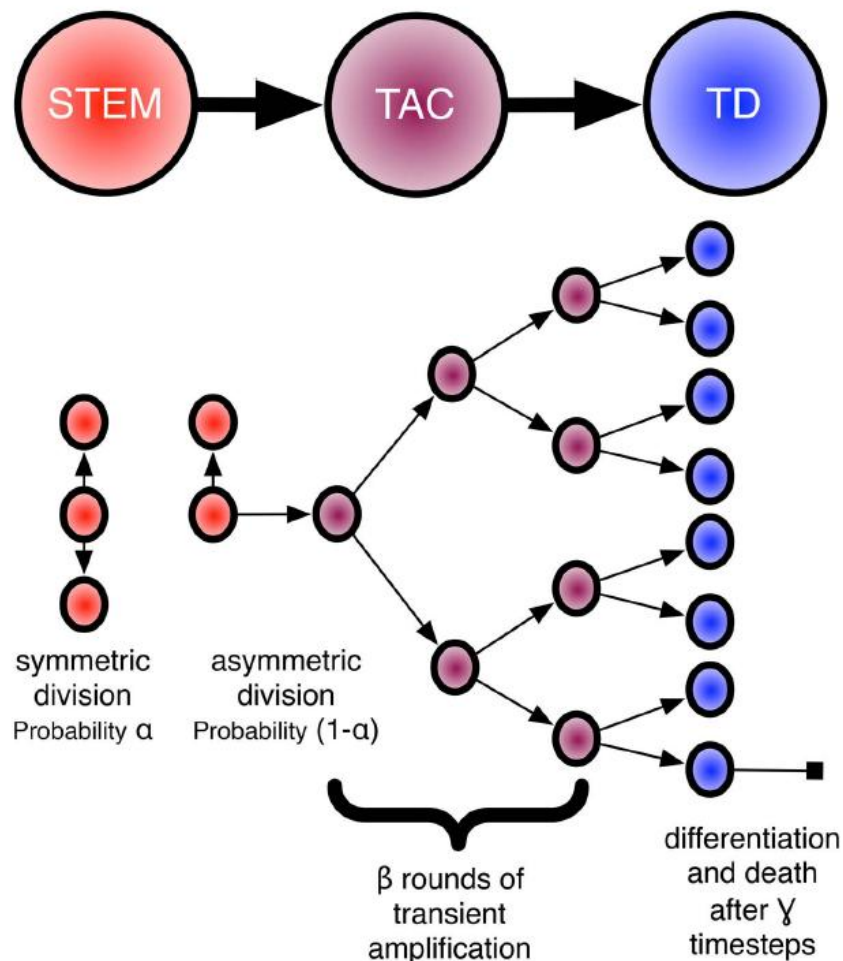 STEM
TAC
TD
symmetric
division
Probability α
asymmetric
division
Probability (1-α)
β rounds of
transient
amplification
differentiation
and death
after γ
timesteps